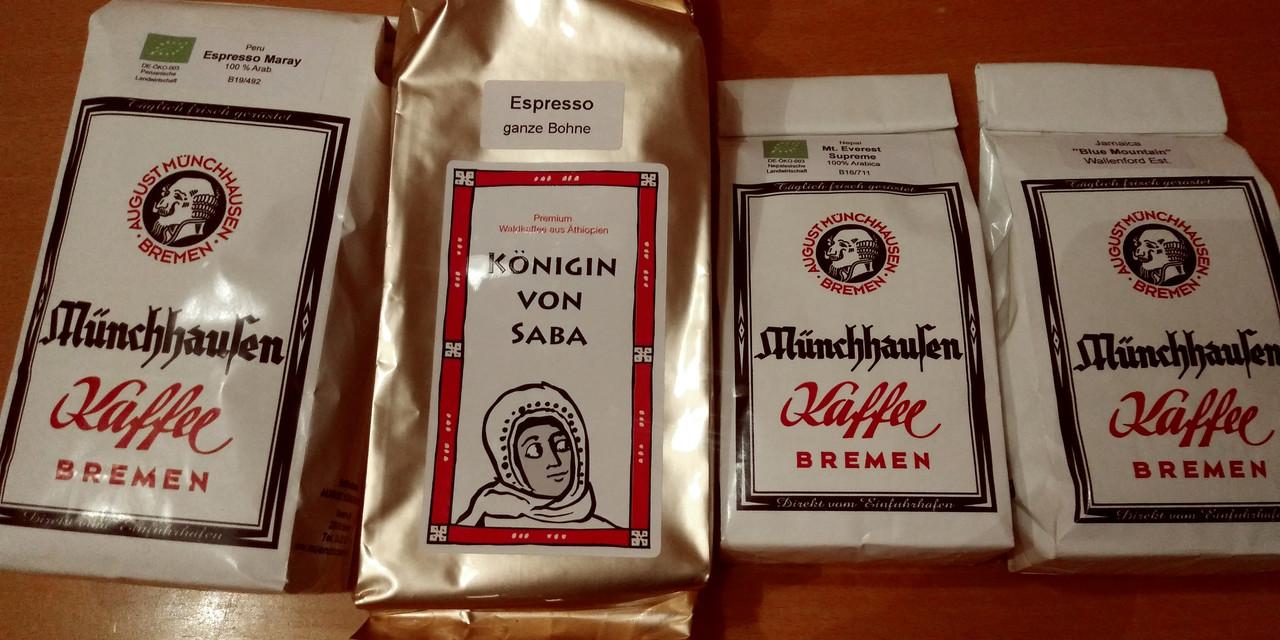 DE-ÖKO-003
Peruanische
Landwirtschaft
Peru
Espresso Maray
100 % Arab.
B19/492
Täglich frisch geröstet
AUGUST MÜNCHHAUSEN
· BREMEN ·
Münchhausen
Kaffee
BREMEN
Direkt vom Einfuhrhafen
Espresso
ganze Bohne
Premium
Waldkaffee aus Äthiopien
KÖNIGIN
VON
SABA
DE-ÖKO-003
Nepalesische
Landwirtschaft
Nepal
Mt. Everest
Supreme
100% Arabica
B16/711
Täglich frisch geröstet
AUGUST MÜNCHHAUSEN
· BREMEN ·
Münchhausen
Kaffee
BREMEN
Direkt vom Einfuhrhafen
Jamaica
"Blue Mountain"
Wallenford Est.
Täglich frisch geröstet
AUGUST MÜNCHHAUSEN
· BREMEN ·
Münchhausen
Kaffee
BREMEN
Direkt vom Einfuhrhafen